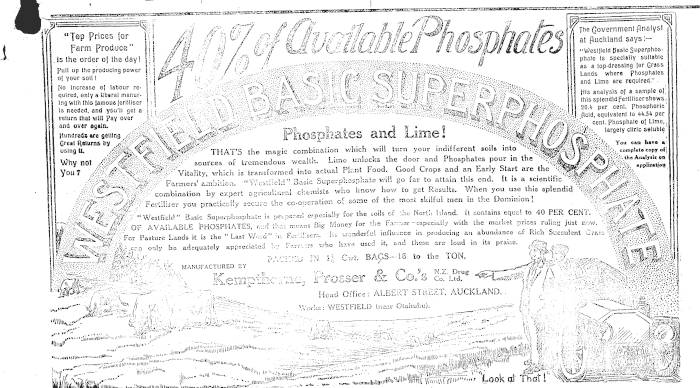 "Top Prices for
Farm Produce"
is the order of the day!
Pull up the producing power
of your soil!
No increase of labour re-
quired, only a liberal manur-
ing with this famous fertiliser
is needed, and you'll get a
return that will Pay over
and over again.
Hundreds are getting
Great Returns by
using it.
Why not
You?
40% of Available Phosphates
WESTFIELD BASIC SUPERPHOSPHATE
The Government Analyst
at Auckland says:—
"Westfield Basic Superphos-
phate is specially suitable
as a top-dressing for Grass
Lands where Phosphates
and Lime are required."
His analysis of a sample of
this splendid Fertiliser shows
20.4 per cent. Phosphoric
Acid, equivalent to 44.54 per
cent. Phosphate of Lime,
largely citric soluble
You can have a
complete copy of
the Analysis on
application
Phosphates and Lime!
THAT'S the magic combination which will turn your indifferent soils into
sources of tremendous wealth. Lime unlocks the door and Phosphates pour in the
Vitality, which is transformed into actual Plant Food. Good Crops and an Early Start are the
Farmers' ambition. "Westfield" Basic Superphosphate will go far to attain this end. It is a scientific
combination by expert agricultural chemists who know how to get Results. When you use this splendid
Fertilizer you practically secure the co-operation of some of the most skilful men in the Dominion!
"Westfield" Basic Superphosphate is prepared especially for the soils of the North Island. It contains equal to 40 PER CENT.
OF AVAILABLE PHOSPHATES, and that means Big Money for the Farmer—especially with the market prices ruling just now.
For Pasture Lands it is the "Last Word" in Fertilisers. Its wonderful influence in producing an abundance of Rich Succulent Grass
can only be adequately appreciated by Farmers who have used it, and these are loud in its praise.
PACKED IN 1¼ Cwt. BAGS—16 to the TON.
MANUFACTURED BY
Kempthorne, Prosser & Co.'s N.Z. Drug Co. Ltd.
Head Office: ALBERT STREET, AUCKLAND.
Works: WESTFIELD (near Otahuhu).
Look at That!